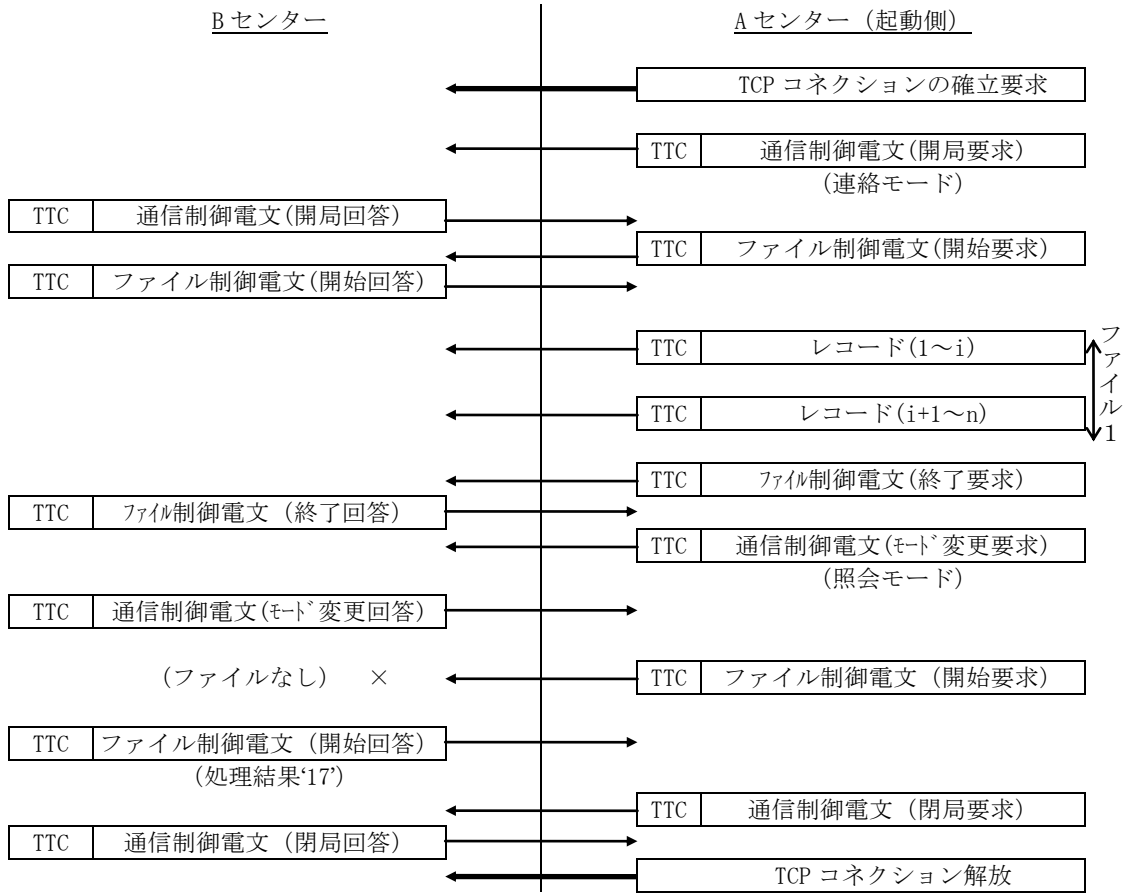 Bセンター
Aセンター（起動側）
TCPコネクションの確立要求
TTC 通信制御電文(開局要求)
(連絡モード)
TTC 通信制御電文(開局回答)
TTC ファイル制御電文(開始要求)
TTC ファイル制御電文(開始回答)
TTC レコード(1～i)
ファイル1
TTC レコード(i+1～n)
TTC ﾌｧｲﾙ制御電文(終了要求)
TTC ﾌｧｲﾙ制御電文（終了回答）
TTC 通信制御電文(ﾓｰﾄﾞ変更要求)
(照会モード)
TTC 通信制御電文(ﾓｰﾄﾞ変更回答)
(ファイルなし) ×
TTC ファイル制御電文（開始要求）
TTC ファイル制御電文（開始回答）
(処理結果‘17’)
TTC 通信制御電文（閉局要求）
TTC 通信制御電文（閉局回答）
TCPコネクション解放